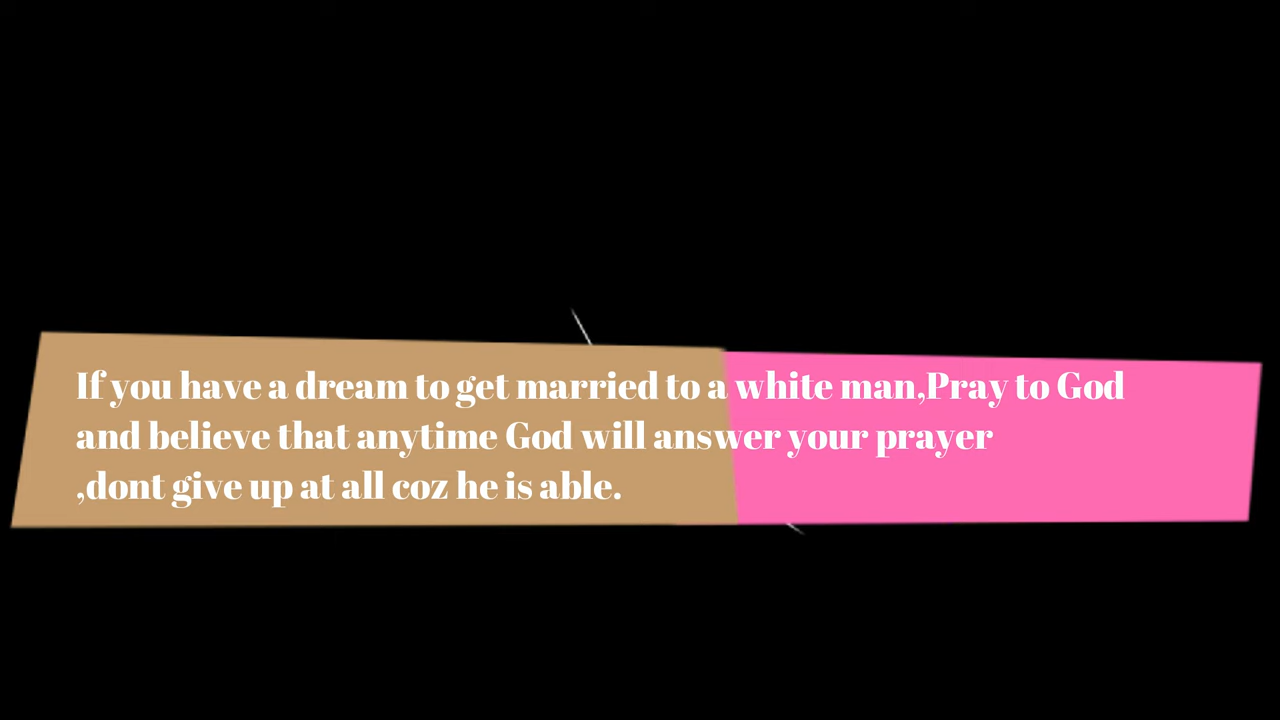 If you have a dream to get married to a white man,Pray to God
and believe that anytime God will answer your prayer
,dont give up at all coz he is able.